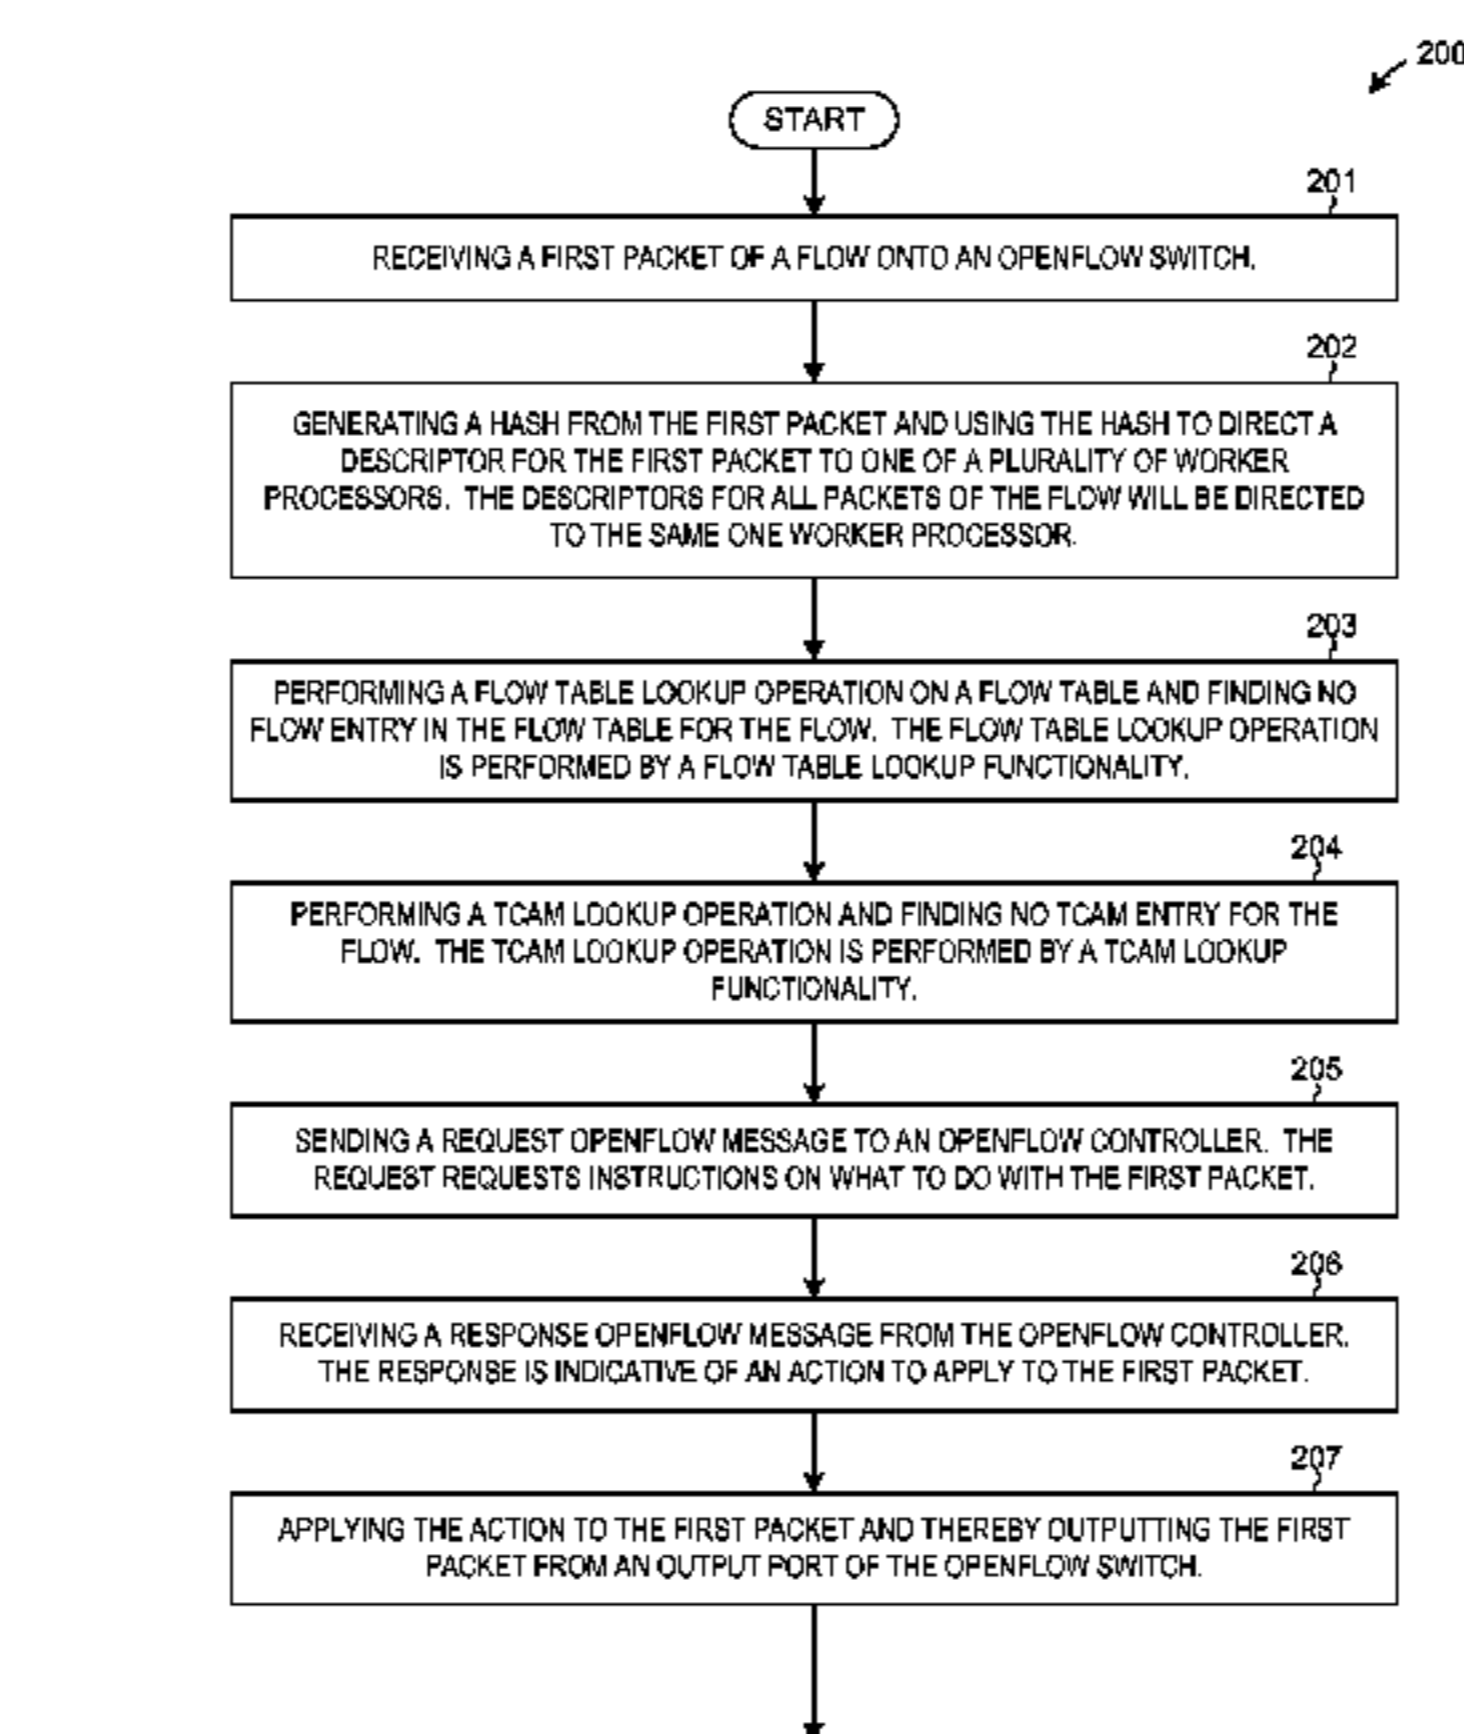 200
START
201
RECEIVING A FIRST PACKET OF A FLOW ONTO AN OPENFLOW SWITCH.
202
GENERATING A HASH FROM THE FIRST PACKET AND USING THE HASH TO DIRECT A
DESCRIPTOR FOR THE FIRST PACKET TO ONE OF A PLURALITY OF WORKER
PROCESSORS. THE DESCRIPTORS FOR ALL PACKETS OF THE FLOW WILL BE DIRECTED
TO THE SAME ONE WORKER PROCESSOR.
203
PERFORMING A FLOW TABLE LOOKUP OPERATION ON A FLOW TABLE AND FINDING NO
FLOW ENTRY IN THE FLOW TABLE FOR THE FLOW. THE FLOW TABLE LOOKUP OPERATION
IS PERFORMED BY A FLOW TABLE LOOKUP FUNCTIONALITY.
204
PERFORMING A TCAM LOOKUP OPERATION AND FINDING NO TCAM ENTRY FOR THE
FLOW. THE TCAM LOOKUP OPERATION IS PERFORMED BY A TCAM LOOKUP
FUNCTIONALITY.
205
SENDING A REQUEST OPENFLOW MESSAGE TO AN OPENFLOW CONTROLLER. THE
REQUEST REQUESTS INSTRUCTIONS ON WHAT TO DO WITH THE FIRST PACKET.
206
RECEIVING A RESPONSE OPENFLOW MESSAGE FROM THE OPENFLOW CONTROLLER.
THE RESPONSE IS INDICATIVE OF AN ACTION TO APPLY TO THE FIRST PACKET.
207
APPLYING THE ACTION TO THE FIRST PACKET AND THEREBY OUTPUTTING THE FIRST
PACKET FROM AN OUTPUT PORT OF THE OPENFLOW SWITCH.